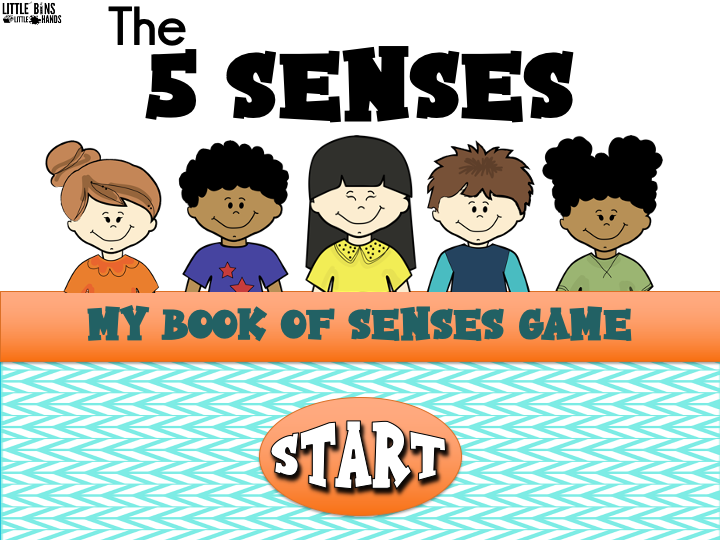 LITTLE BiNS
LITTLE HANDS
The
5 SENSES
MY BOOK OF SENSES GAME
START